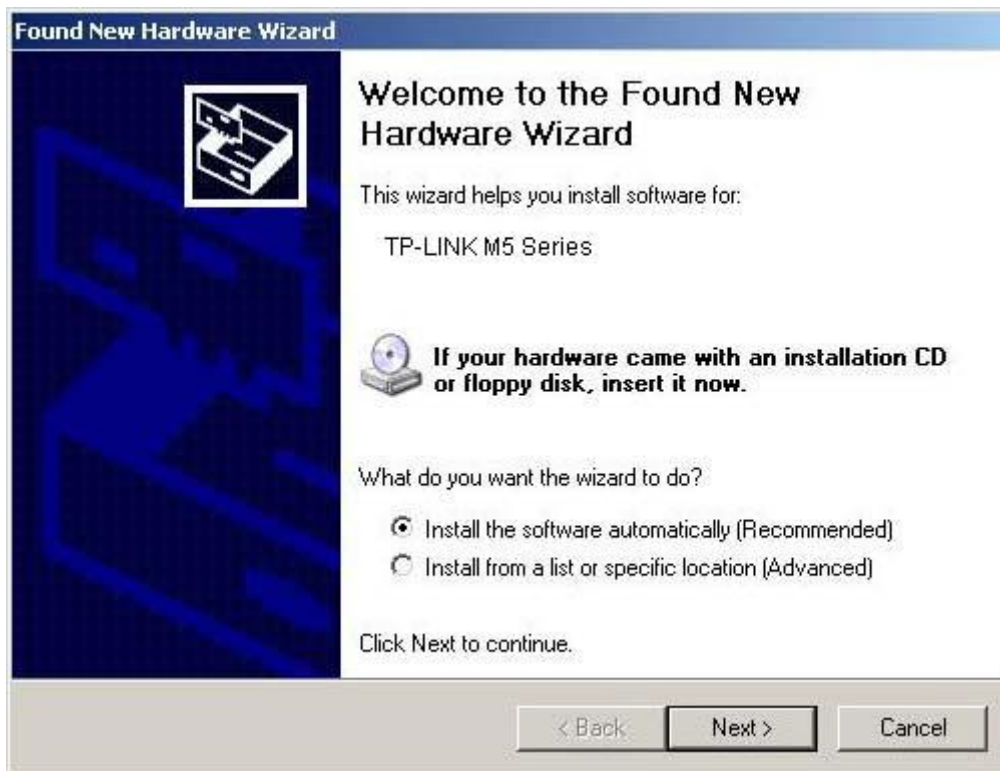 Found New Hardware Wizard
Welcome to the Found New
Hardware Wizard
This wizard helps you install software for:
TP-LINK M5 Series
If your hardware came with an installation CD
or floppy disk, insert it now.
What do you want the wizard to do?
Install the software automatically (Recommended)
Install from a list or specific location (Advanced)
Click Next to continue.
< Back
Next >
Cancel